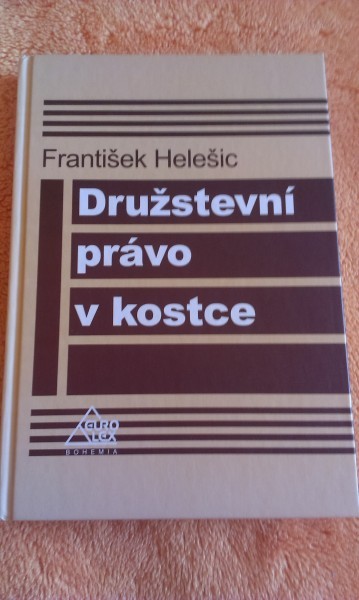 František Helešic
Družstevní
právo
v kostce
EURO
LEX
BOHEMIA